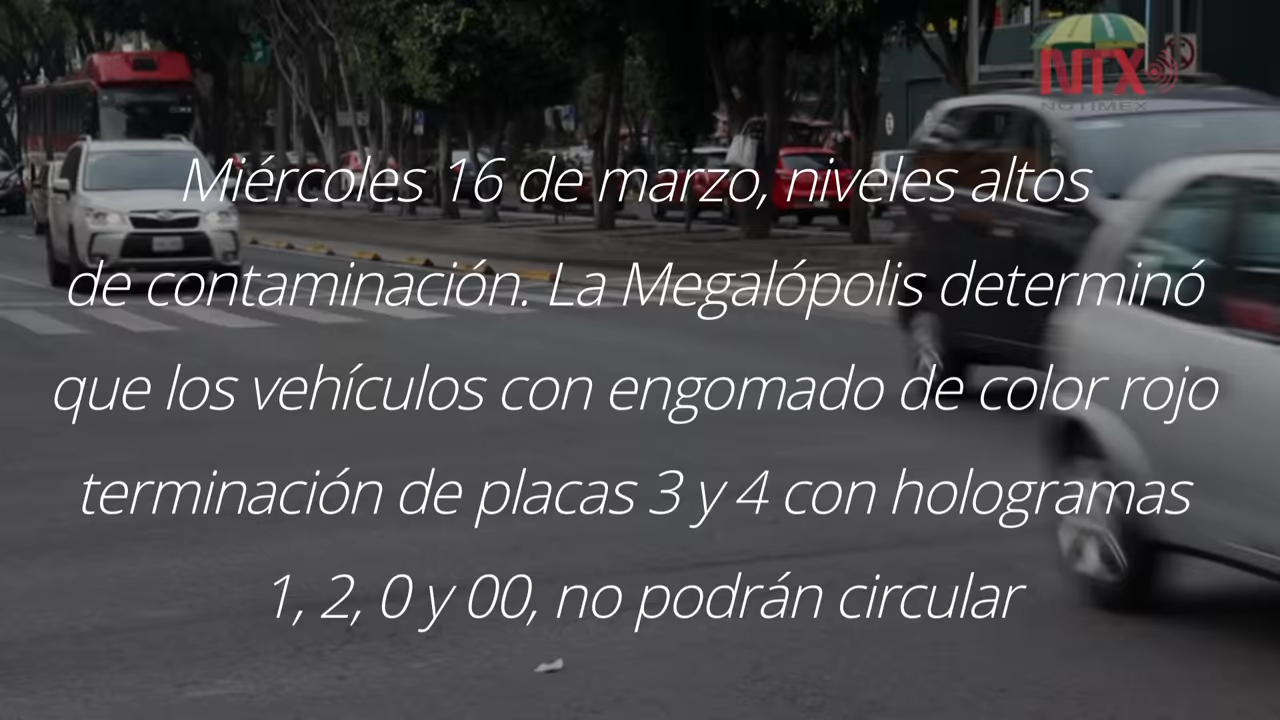 NTX
NOTIMEX
Miércoles 16 de marzo, niveles altos
de contaminación. La Megalópolis determinó
que los vehículos con engomado de color rojo
terminación de placas 3 y 4 con hologramas
1, 2, 0 y 00, no podrán circular